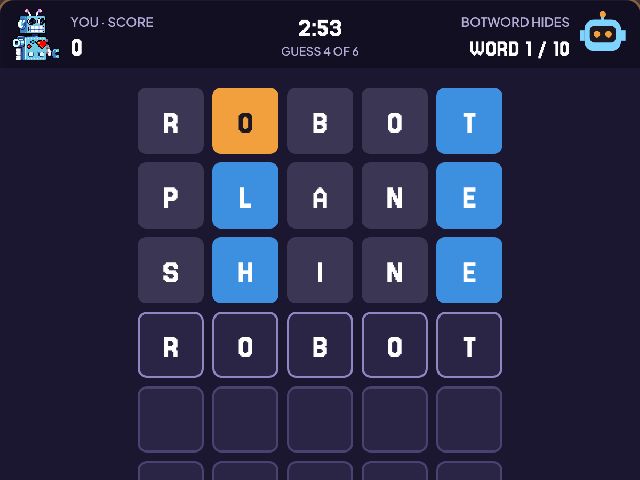 YOU · SCORE
0
2:53
GUESS 4 OF 6
BOTWORD HIDES
WORD 1 / 10
R O B O T
P L A N E
S H I N E
R O B O T